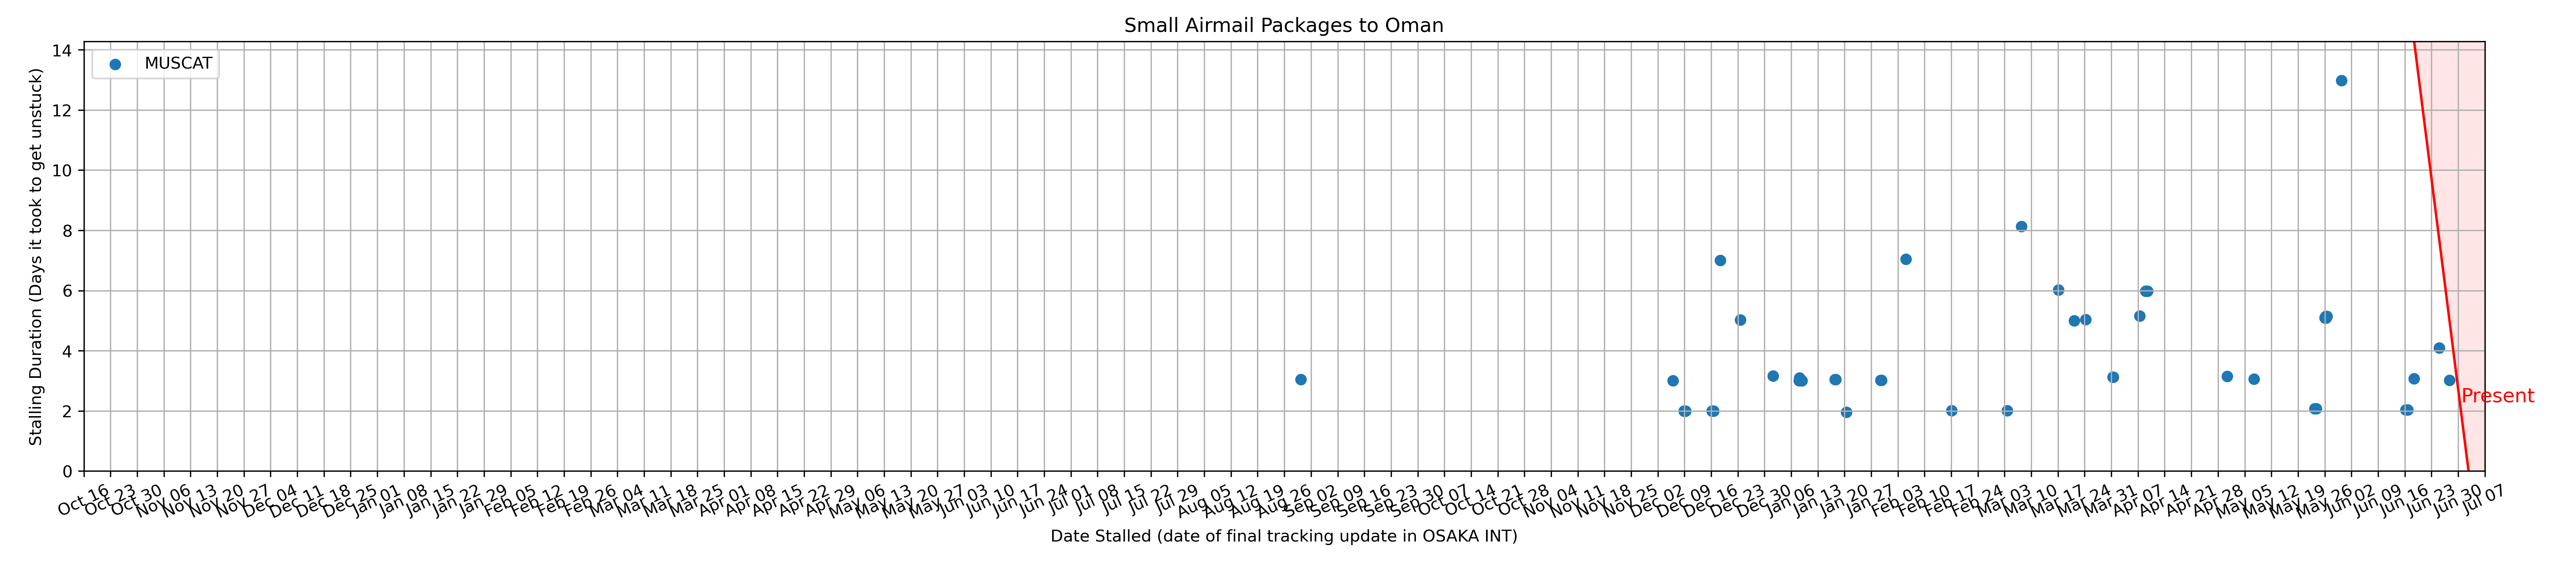 Small Airmail Packages to Oman
MUSCAT
Stalling Duration (Days it took to get unstuck)
14
12
10
8
6
4
2
0
Present
Oct 16
Oct 23
Oct 30
Nov 06
Nov 13
Nov 20
Nov 27
Dec 04
Dec 11
Dec 18
Dec 25
Jan 01
Jan 08
Jan 15
Jan 22
Jan 29
Feb 05
Feb 12
Feb 19
Feb 26
Mar 04
Mar 11
Mar 18
Mar 25
Apr 01
Apr 08
Apr 15
Apr 22
Apr 29
May 06
May 13
May 20
May 27
Jun 03
Jun 10
Jun 17
Jun 24
Jul 01
Jul 08
Jul 15
Jul 22
Jul 29
Aug 05
Aug 12
Aug 19
Aug 26
Sep 02
Sep 09
Sep 16
Sep 23
Sep 30
Oct 07
Oct 14
Oct 21
Oct 28
Nov 04
Nov 11
Nov 18
Nov 25
Dec 02
Dec 09
Dec 16
Dec 23
Dec 30
Jan 06
Jan 13
Jan 20
Jan 27
Feb 03
Feb 10
Feb 17
Feb 24
Mar 03
Mar 10
Mar 17
Mar 24
Mar 31
Apr 07
Apr 14
Apr 21
Apr 28
May 05
May 12
May 19
May 26
Jun 02
Jun 09
Jun 16
Jun 23
Jun 30
Jul 07
Date Stalled (date of final tracking update in OSAKA INT)